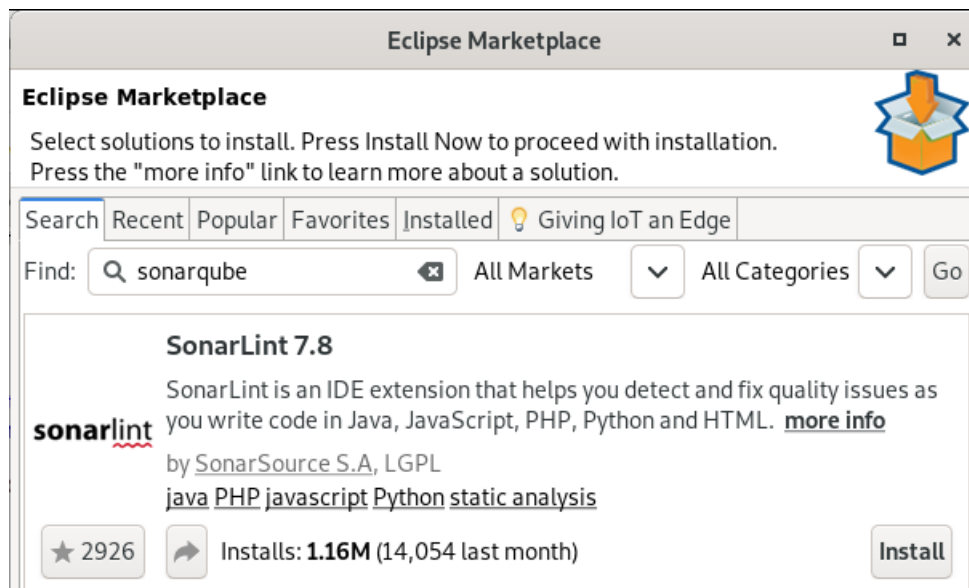 Eclipse Marketplace
Eclipse Marketplace
Select solutions to install. Press Install Now to proceed with installation.
Press the "more info" link to learn more about a solution.
Search Recent Popular Favorites Installed Giving IoT an Edge
Find: sonarqube All Markets All Categories Go
SonarLint 7.8
SonarLint is an IDE extension that helps you detect and fix quality issues as
you write code in Java, JavaScript, PHP, Python and HTML. more info
sonarlint
by SonarSource S.A, LGPL
java PHP javascript Python static analysis
2926 Installs: 1.16M (14,054 last month) Install